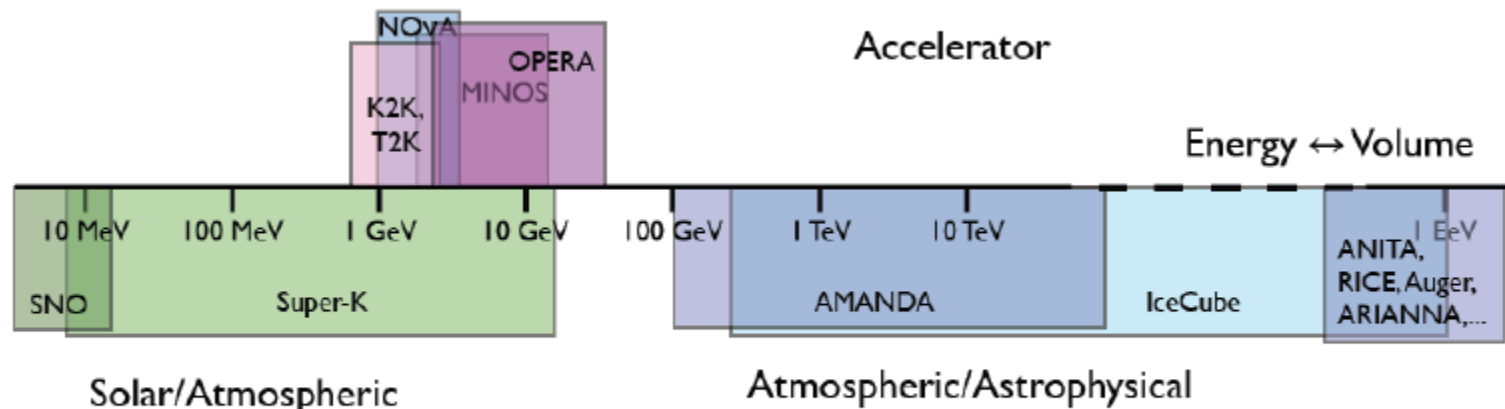 NOνA
Accelerator
OPERA
MINOS
K2K,
T2K
Energy ↔ Volume
10 MeV 100 MeV 1 GeV 10 GeV 100 GeV 1 TeV 10 TeV 1 EeV
ANITA,
SNO Super-K AMANDA IceCube RICE, Auger,
ARIANNA,...
Solar/Atmospheric Atmospheric/Astrophysical